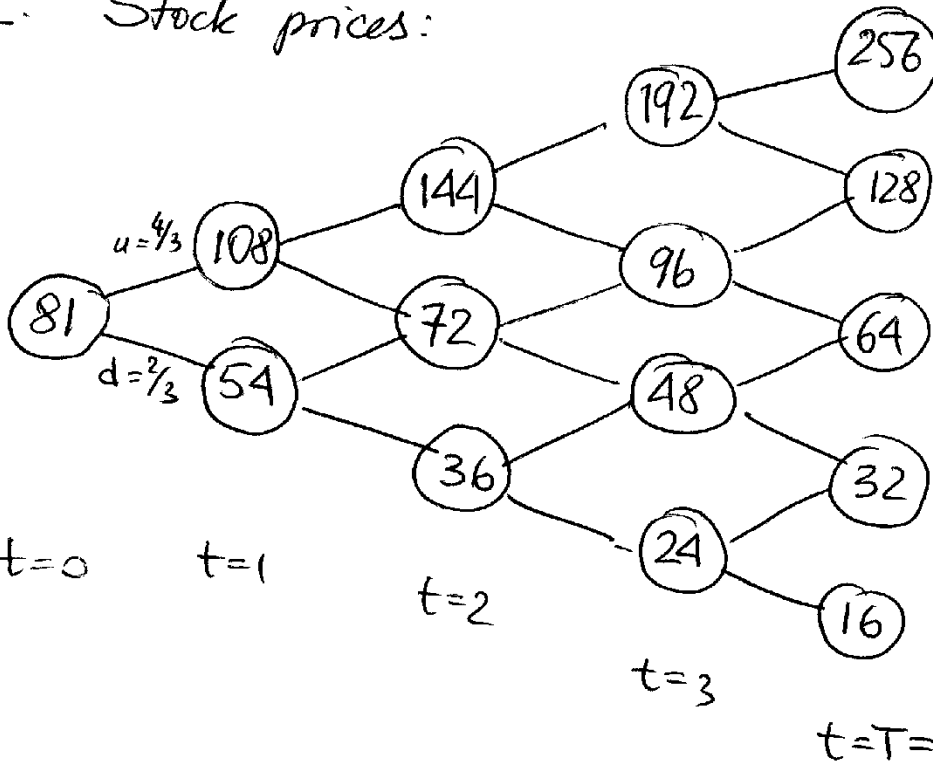 Stock prices:
256
192
144
128
u=4/3
108
96
81
72
64
d=2/3
54
48
36
32
24
t=0
t=1
t=2
16
t=3
t=T=